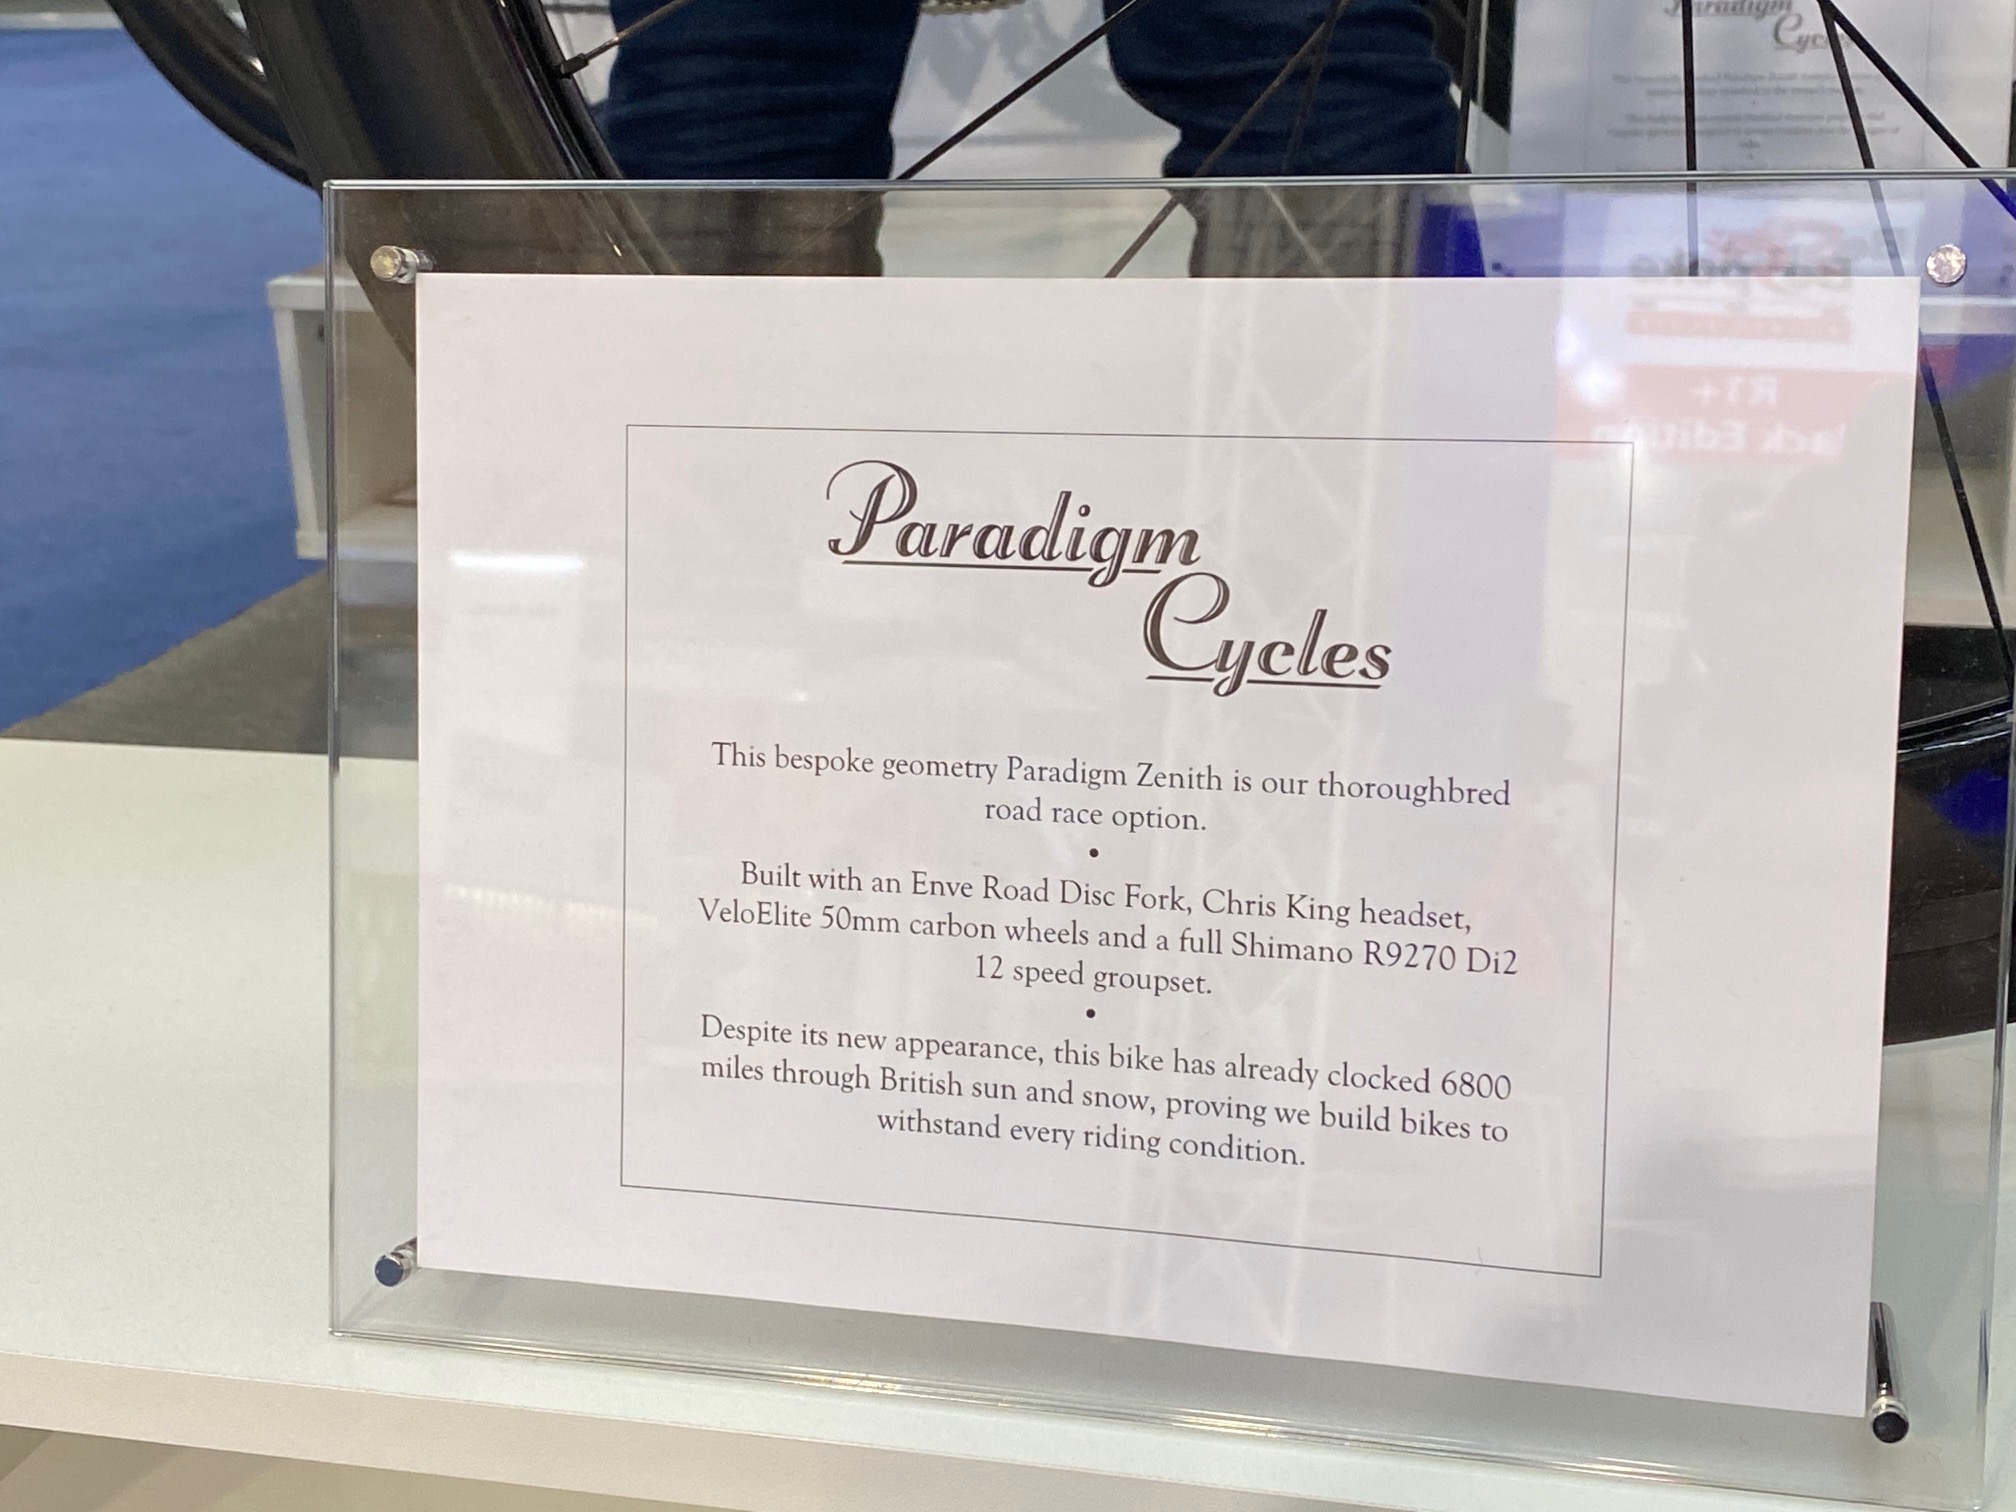 Paradigm
Cycles
Paradigm
Cycles
This bespoke geometry Paradigm Zenith is our thoroughbred
road race option.
•
Built with an Enve Road Disc Fork, Chris King headset,
VeloElite 50mm carbon wheels and a full Shimano R9270 Di2
12 speed groupset.
•
Despite its new appearance, this bike has already clocked 6800
miles through British sun and snow, proving we build bikes to
withstand every riding condition.
R1+